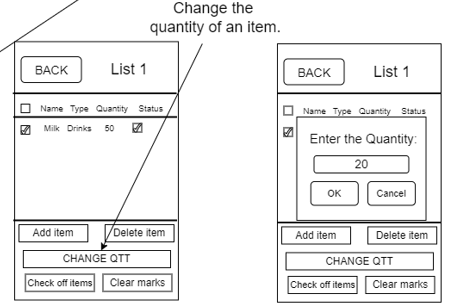 Change the
quantity of an item.
BACK
List 1
Name Type Quantity Status
Milk Drinks 50
Add item
Delete item
CHANGE QTT
Check off items
Clear marks
BACK
List 1
Name Type Quantity Status
Enter the Quantity:
20
OK
Cancel
Add item
Delete item
CHANGE QTT
Check off items
Clear marks